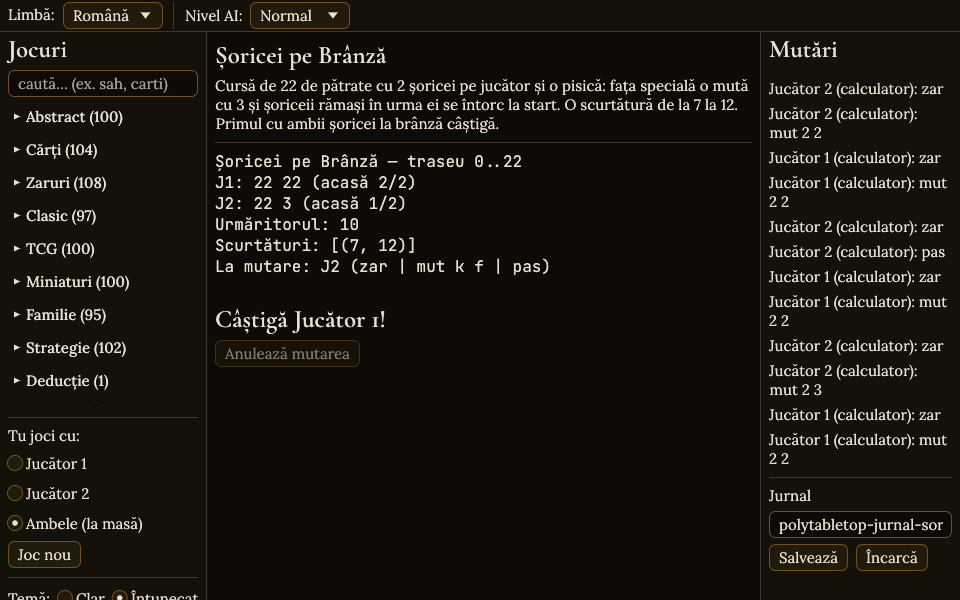 Limbă: Română ▼ Nivel AI: Normal ▼
Jocuri
caută... (ex. sah, carti)
▸ Abstract (100)
▸ Cărți (104)
▸ Zaruri (108)
▸ Clasic (97)
▸ TCG (100)
▸ Miniaturi (100)
▸ Familie (95)
▸ Strategie (102)
▸ Deducție (1)
Tu joci cu:
Jucător 1
Jucător 2
Ambele (la masă)
Joc nou
Temă: Clar Întunecat
Șoricei pe Brânză
Cursă de 22 de pătrate cu 2 șoricei pe jucător și o pisică: fața specială o mută
cu 3 și șoriceii rămași în urma ei se întorc la start. O scurtătură de la 7 la 12.
Primul cu ambii șoricei la brânză câștigă.
Șoricei pe Brânză — traseu 0..22
J1: 22 22 (acasă 2/2)
J2: 22 3 (acasă 1/2)
Următorul: 10
Scurtături: [(7, 12)]
La mutare: J2 (zar | mut k f | pas)
Câștigă Jucător 1!
Anulează mutarea
Mutări
Jucător 2 (calculator): zar
Jucător 2 (calculator):
mut 2 2
Jucător 1 (calculator): zar
Jucător 1 (calculator): mut
2 2
Jucător 2 (calculator): zar
Jucător 2 (calculator): pas
Jucător 1 (calculator): zar
Jucător 1 (calculator): mut
2 2
Jucător 2 (calculator): zar
Jucător 2 (calculator):
mut 2 3
Jucător 1 (calculator): zar
Jucător 1 (calculator): mut
2 2
Jurnal
polytabletop-jurnal-sor
Salvează Încarcă